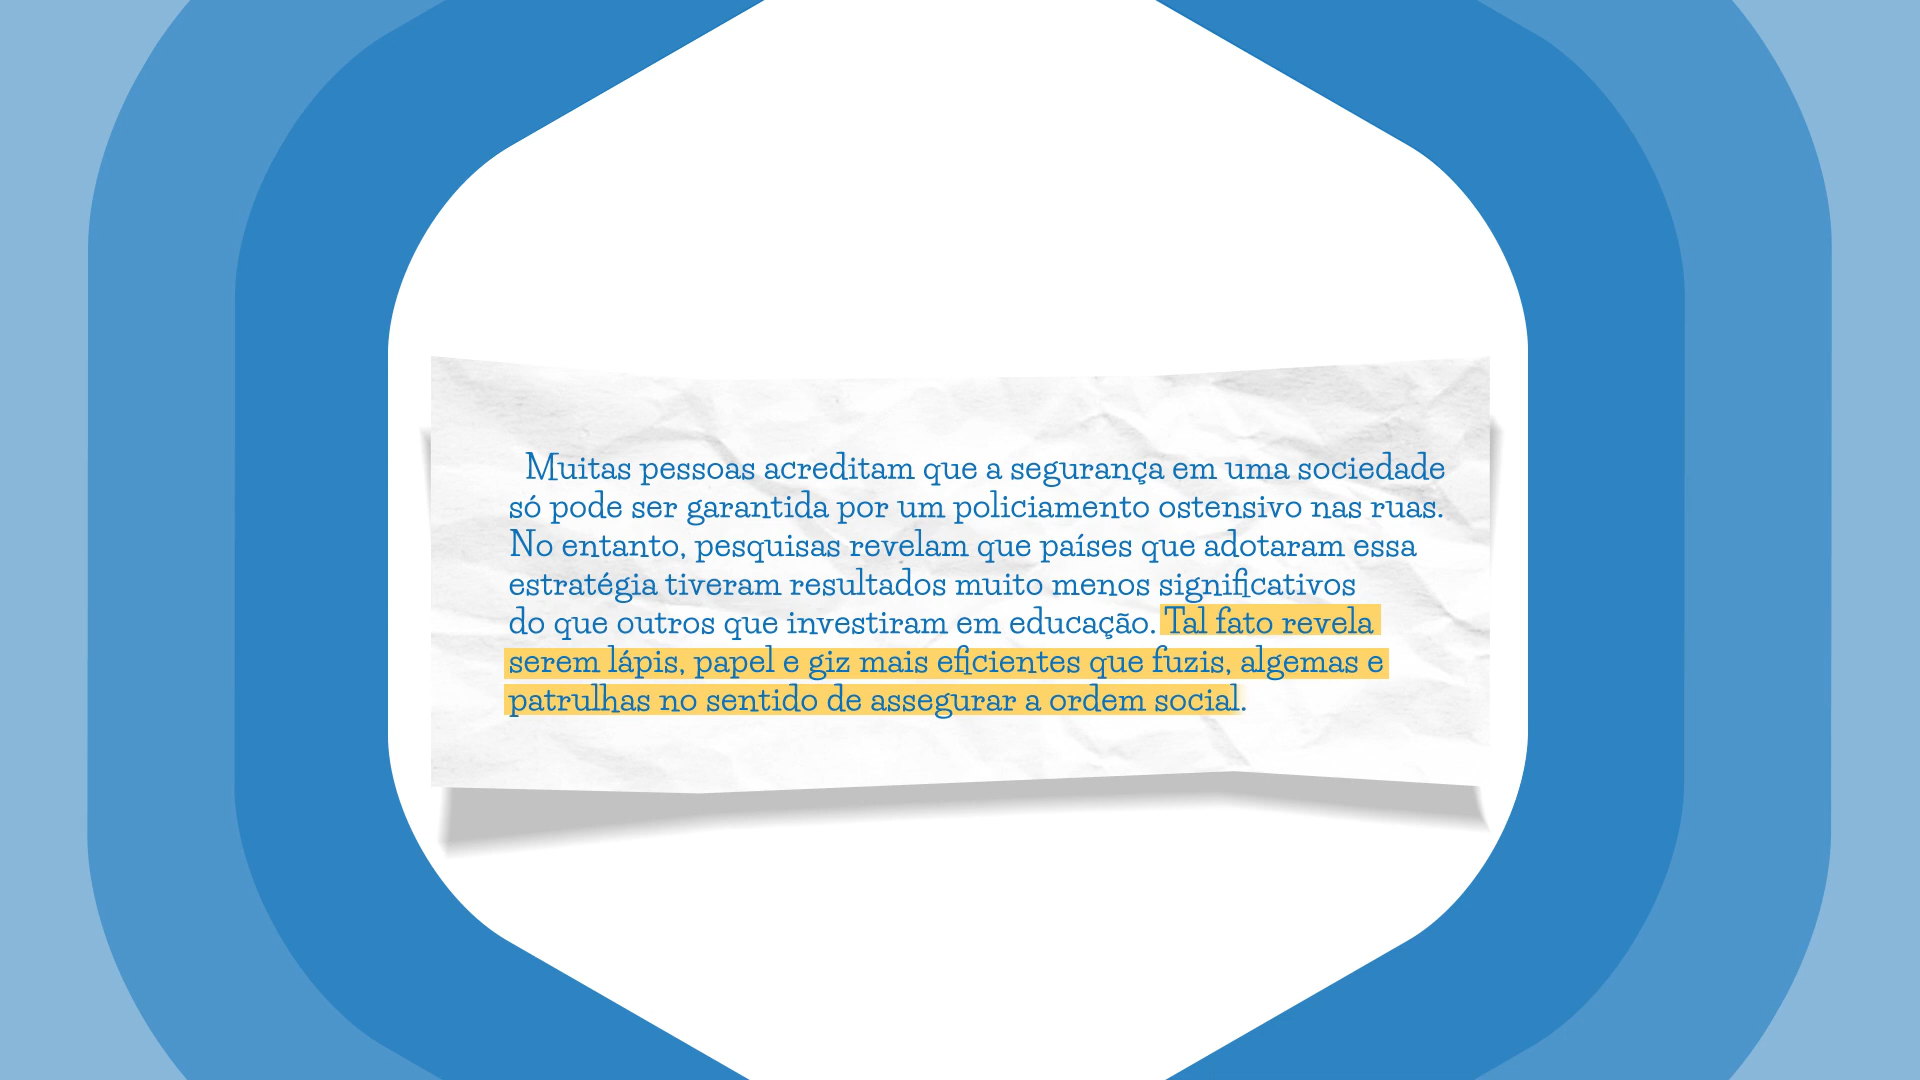 Muitas pessoas acreditam que a segurança em uma sociedade
só pode ser garantida por um policiamento ostensivo nas ruas.
No entanto, pesquisas revelam que países que adotaram essa
estratégia tiveram resultados muito menos significativos
do que outros que investiram em educação. Tal fato revela
serem lápis, papel e giz mais eficientes que fuzis, algemas e
patrulhas no sentido de assegurar a ordem social.